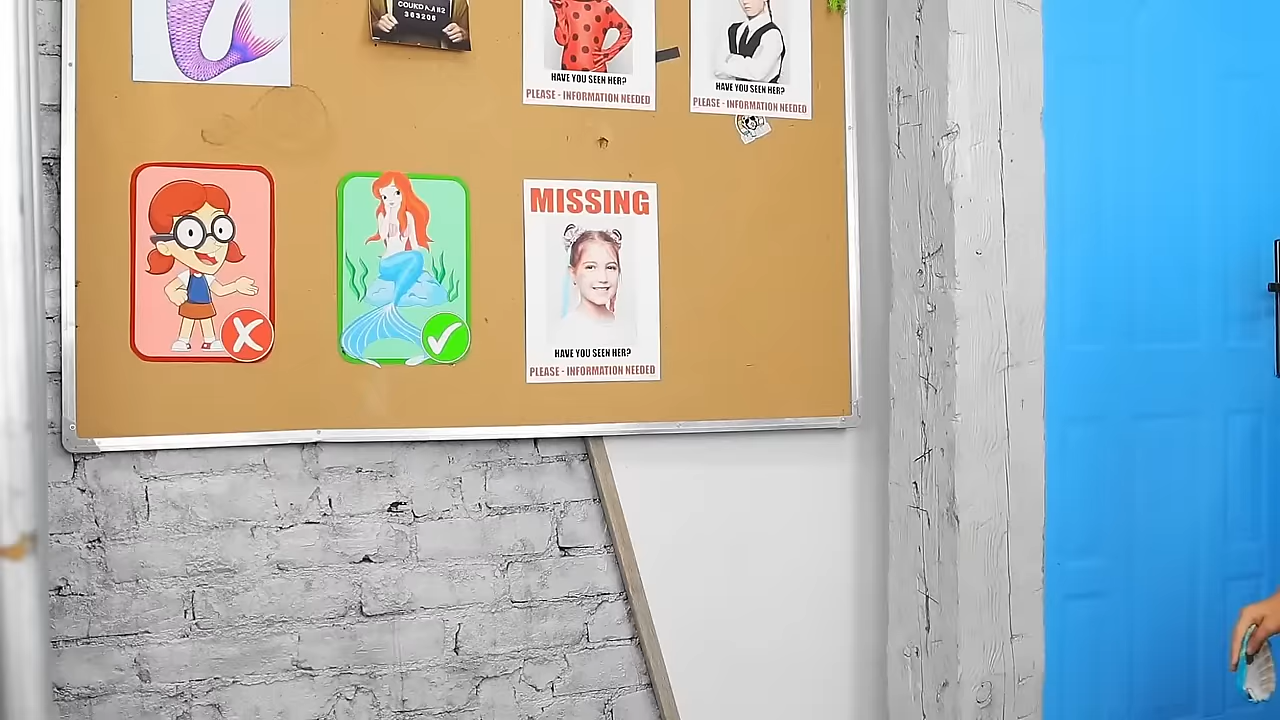 363206
HAVE YOU SEEN HER?
PLEASE - INFORMATION NEEDED
HAVE YOU SEEN HER?
PLEASE - INFORMATION NEEDED
MISSING
HAVE YOU SEEN HER?
PLEASE - INFORMATION NEEDED